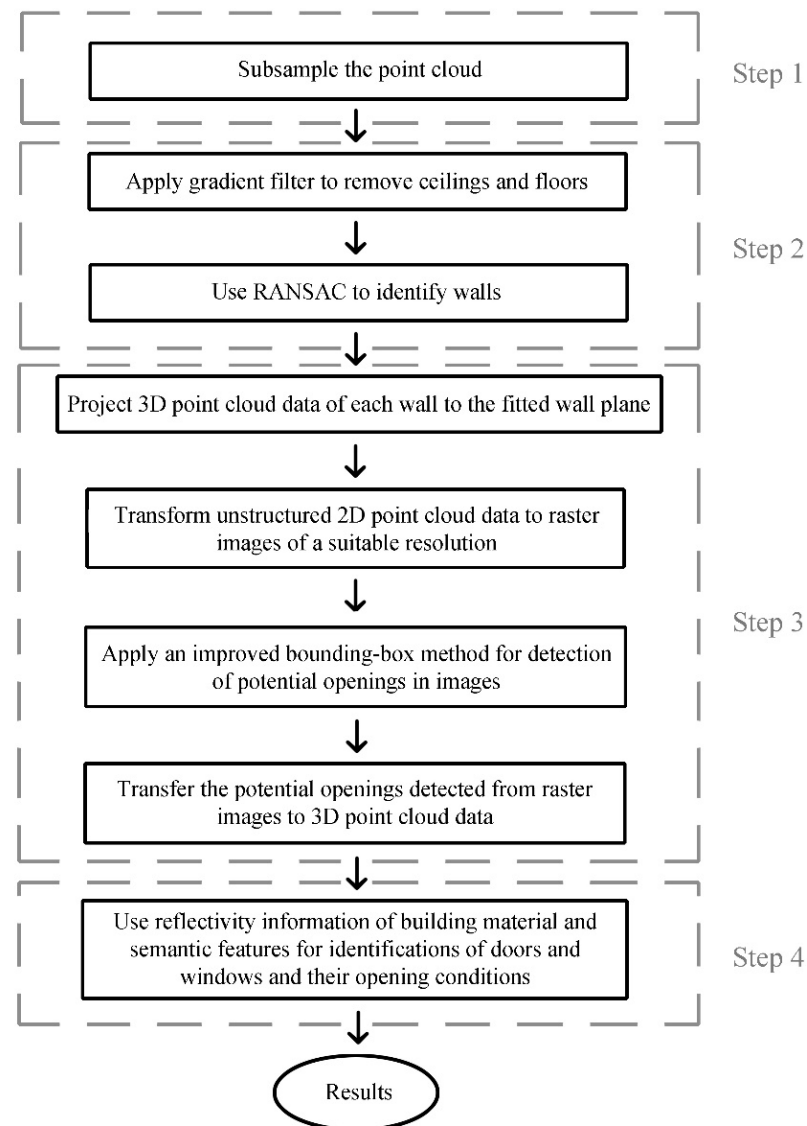 Subsample the point cloud
Step 1
Apply gradient filter to remove ceilings and floors
Step 2
Use RANSAC to identify walls
Project 3D point cloud data of each wall to the fitted wall plane
Transform unstructured 2D point cloud data to raster
images of a suitable resolution
Step 3
Apply an improved bounding-box method for detection
of potential openings in images
Transfer the potential openings detected from raster
images to 3D point cloud data
Use reflectivity information of building material and
semantic features for identifications of doors and
windows and their opening conditions
Step 4
Results